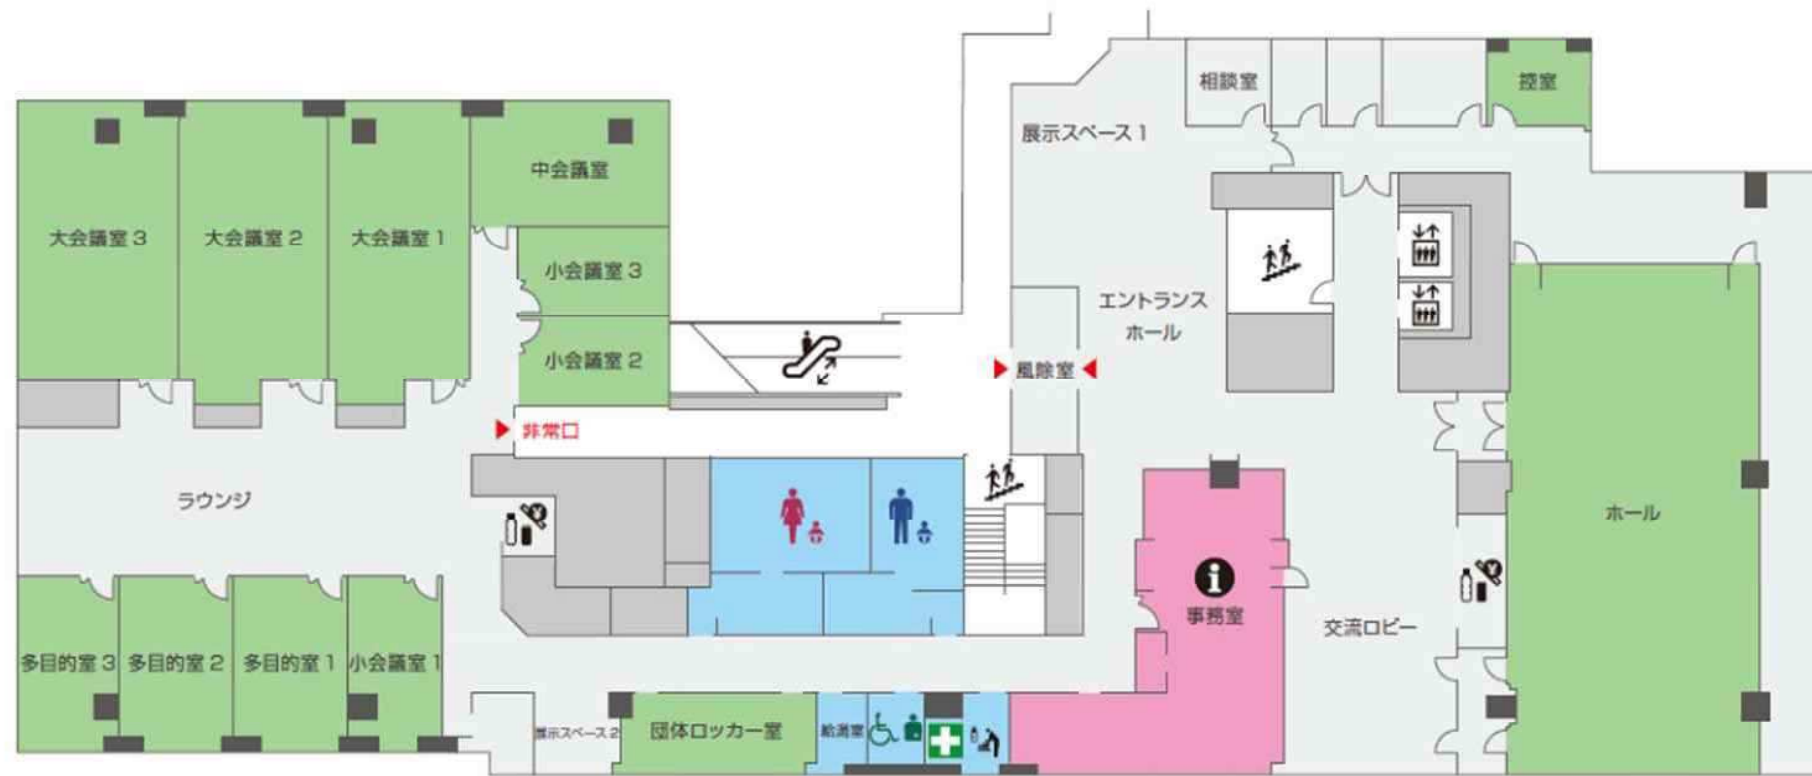 相談室
控室
展示スペース1
中会議室
大会議室3
大会議室2
大会議室1
小会議室3
エントランス
ホール
小会議室2
風除室
非常口
ラウンジ
ホール
i
事務室
交流ロビー
多目的室3
多目的室2
多目的室1
小会議室1
展示スペース2
団体ロッカー室
給湯室